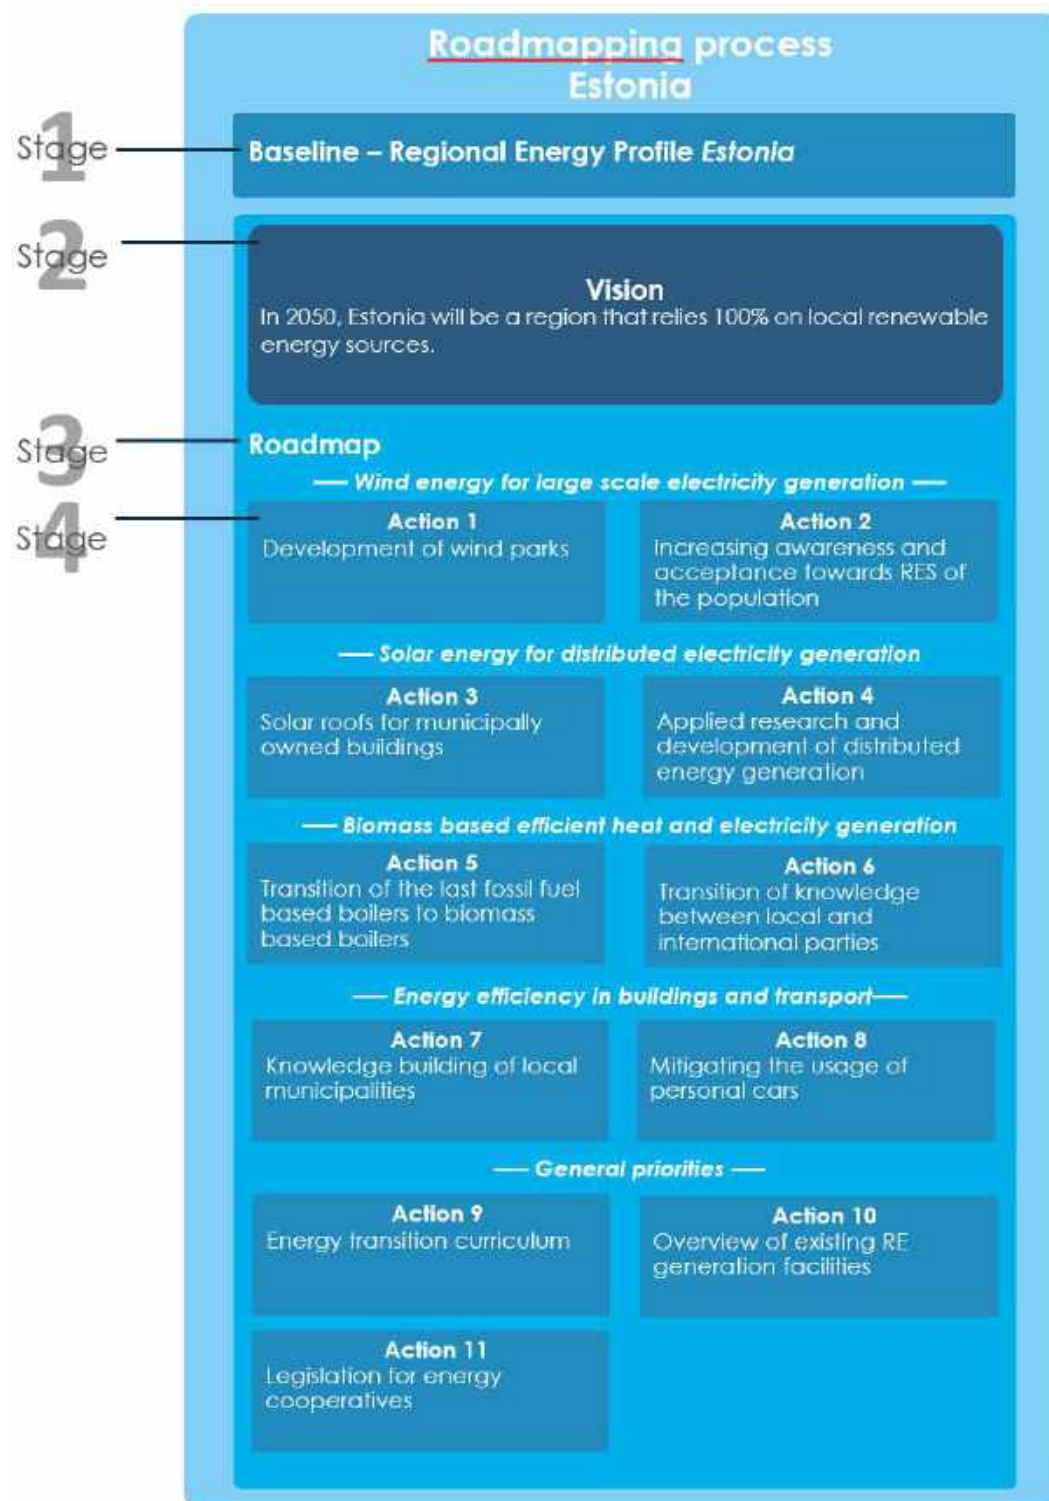 Roadmapping process
Estonia
Stage 1
Baseline – Regional Energy Profile Estonia
Stage 2
Vision
In 2050, Estonia will be a region that relies 100% on local renewable
energy sources.
Stage 3
Roadmap
Wind energy for large scale electricity generation
Stage 4
Action 1
Development of wind parks
Action 2
Increasing awareness and
acceptance towards RES of
the population
Solar energy for distributed electricity generation
Action 3
Solar roofs for municipally
owned buildings
Action 4
Applied research and
development of distributed
energy generation
Biomass based efficient heat and electricity generation
Action 5
Transition of the last fossil fuel
based boilers to biomass
based boilers
Action 6
Transition of knowledge
between local and
international parties
Energy efficiency in buildings and transport
Action 7
Knowledge building of local
municipalities
Action 8
Mitigating the usage of
personal cars
General priorities
Action 9
Energy transition curriculum
Action 10
Overview of existing RE
generation facilities
Action 11
Legislation for energy
cooperatives